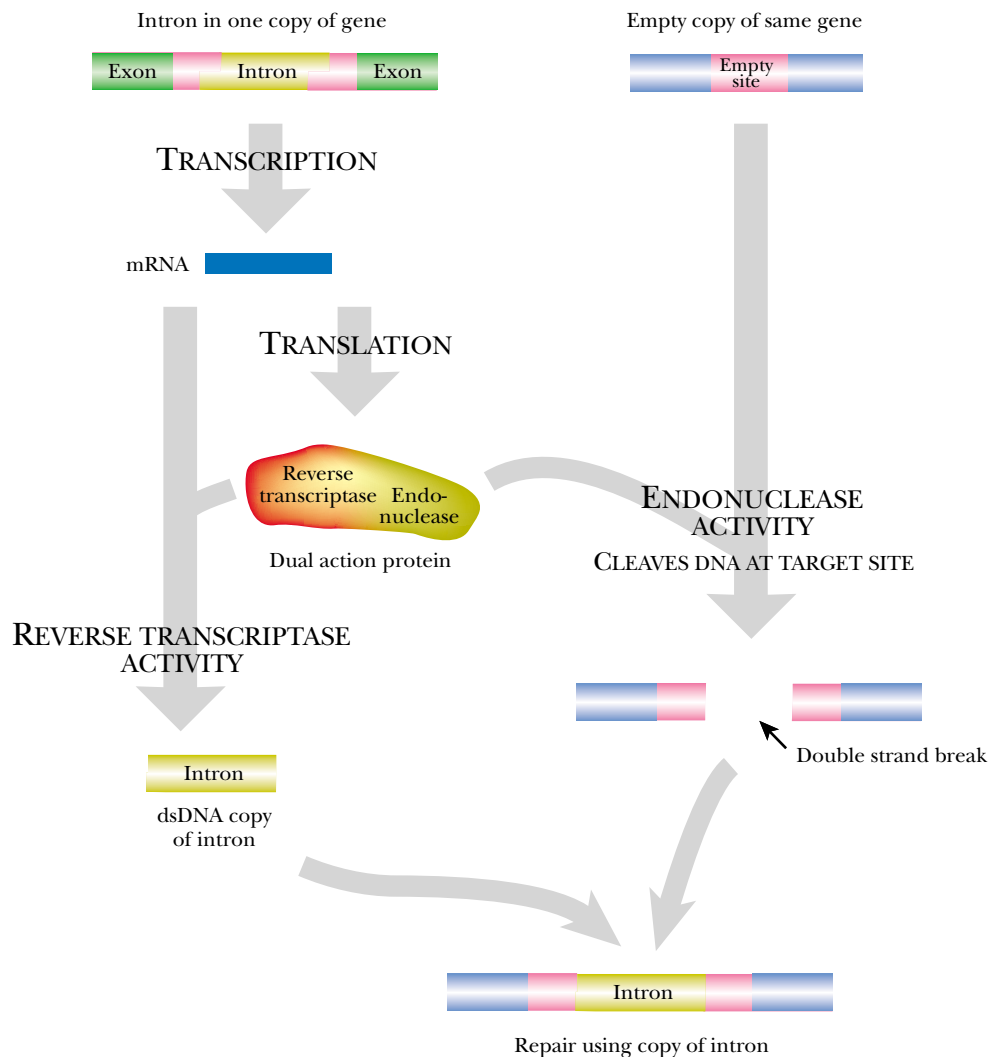 Intron in one copy of gene
Empty copy of same gene
Exon
Intron
Exon
Empty
site
TRANSCRIPTION
mRNA
TRANSLATION
Reverse
transcriptase
Endo-
nuclease
Dual action protein
ENDONUCLEASE
ACTIVITY
CLEAVES DNA AT TARGET SITE
REVERSE TRANSCRIPTASE
ACTIVITY
Double strand break
Intron
dsDNA copy
of intron
Intron
Repair using copy of intron